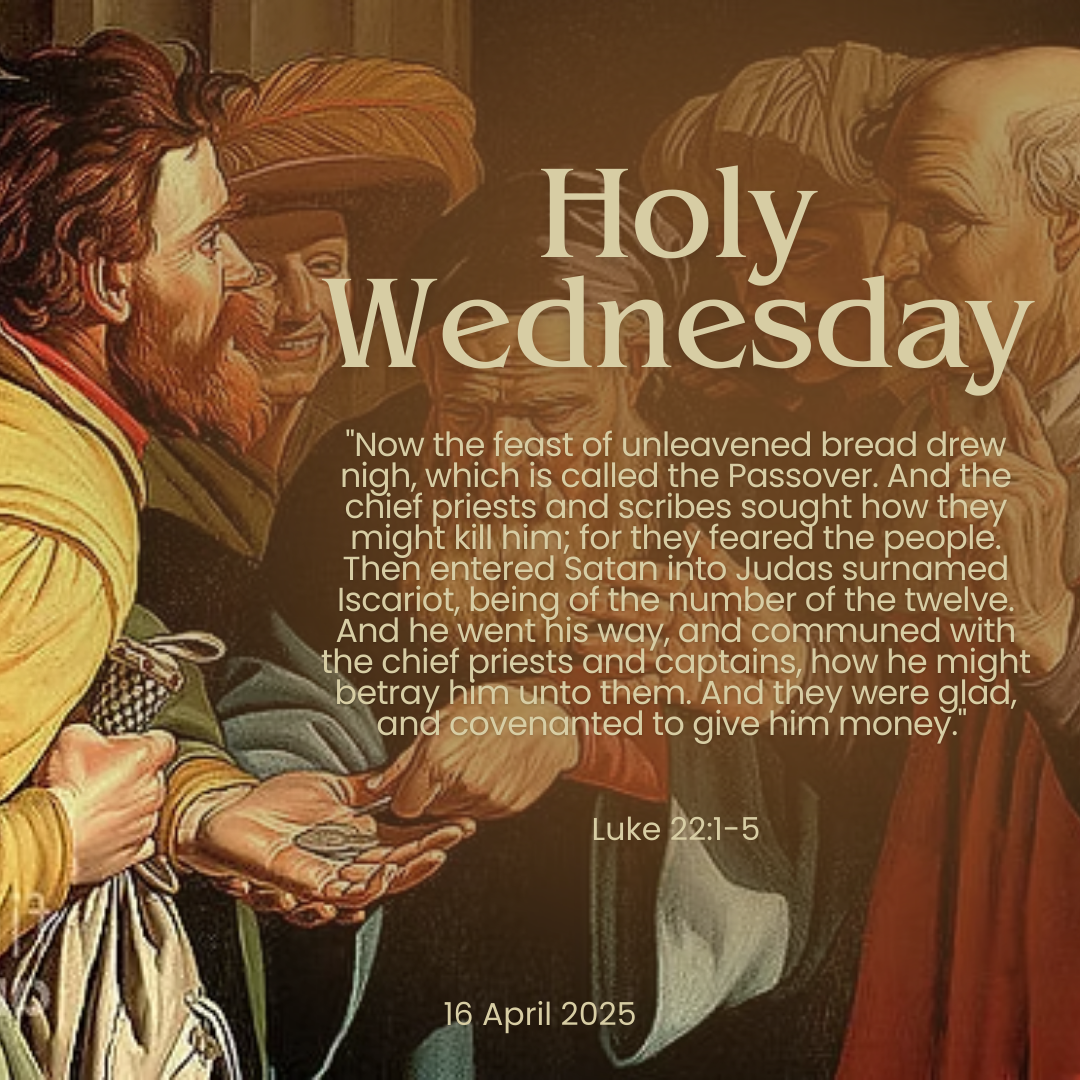 Holy
Wednesday
"Now the feast of unleavened bread drew
nigh, which is called the Passover. And the
chief priests and scribes sought how they
might kill him; for they feared the people.
Then entered Satan into Judas surnamed
Iscariot, being of the number of the twelve.
And he went his way, and communed with
the chief priests and captains, how he might
betray him unto them. And they were glad,
and covenanted to give him money."
Luke 22:1-5
16 April 2025